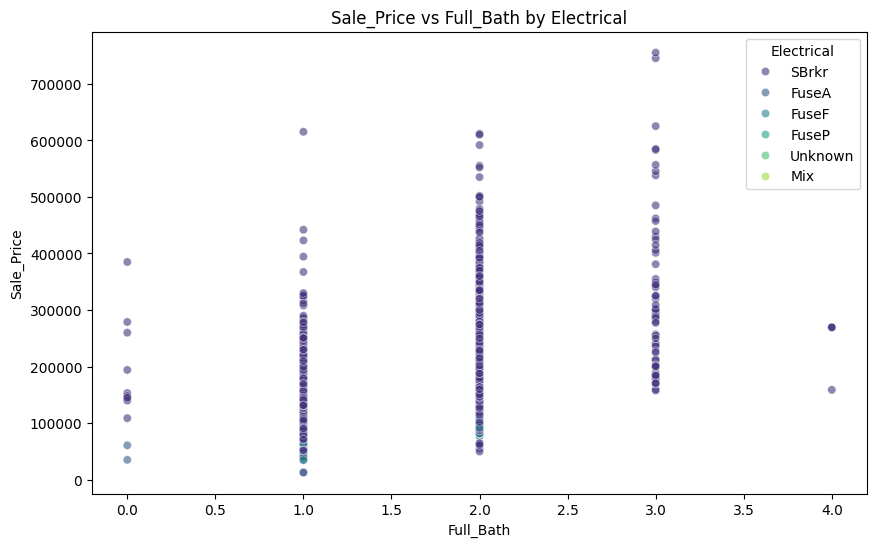 Sale_Price vs Full_Bath by Electrical
Electrical
SBrkr
FuseA
FuseF
FuseP
Unknown
Mix
Sale_Price
700000
600000
500000
400000
300000
200000
100000
0
0.0 0.5 1.0 1.5 2.0 2.5 3.0 3.5 4.0
Full_Bath